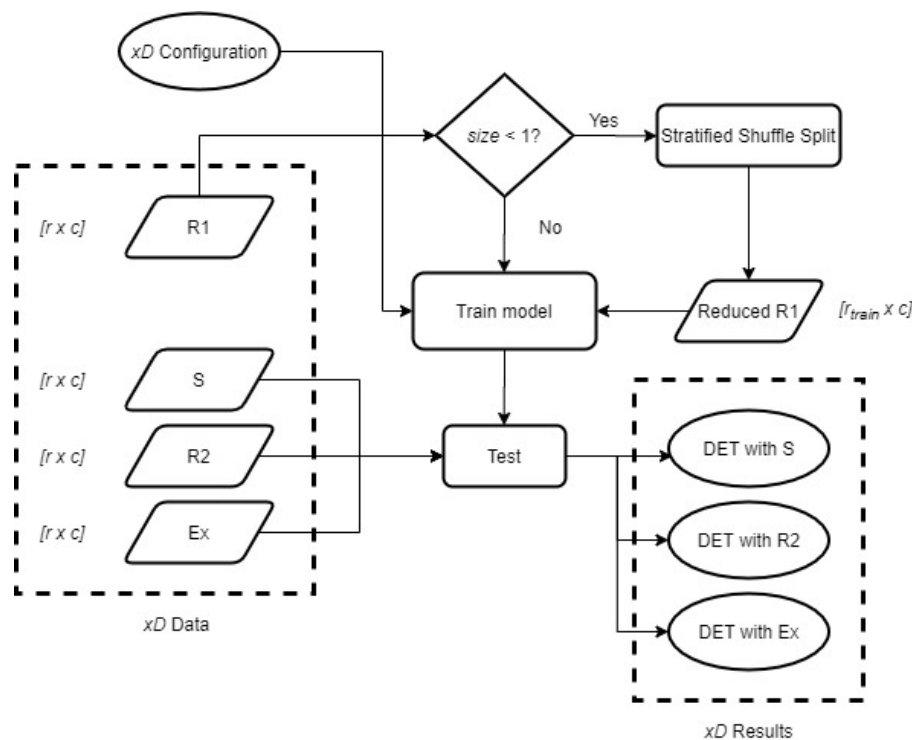 xD Configuration
size < 1?
Yes
Stratified Shuffle Split
[r x c]
R1
No
Train model
Reduced R1
[r_train x c]
[r x c]
S
[r x c]
R2
Test
DET with S
[r x c]
Ex
DET with R2
DET with Ex
xD Data
xD Results